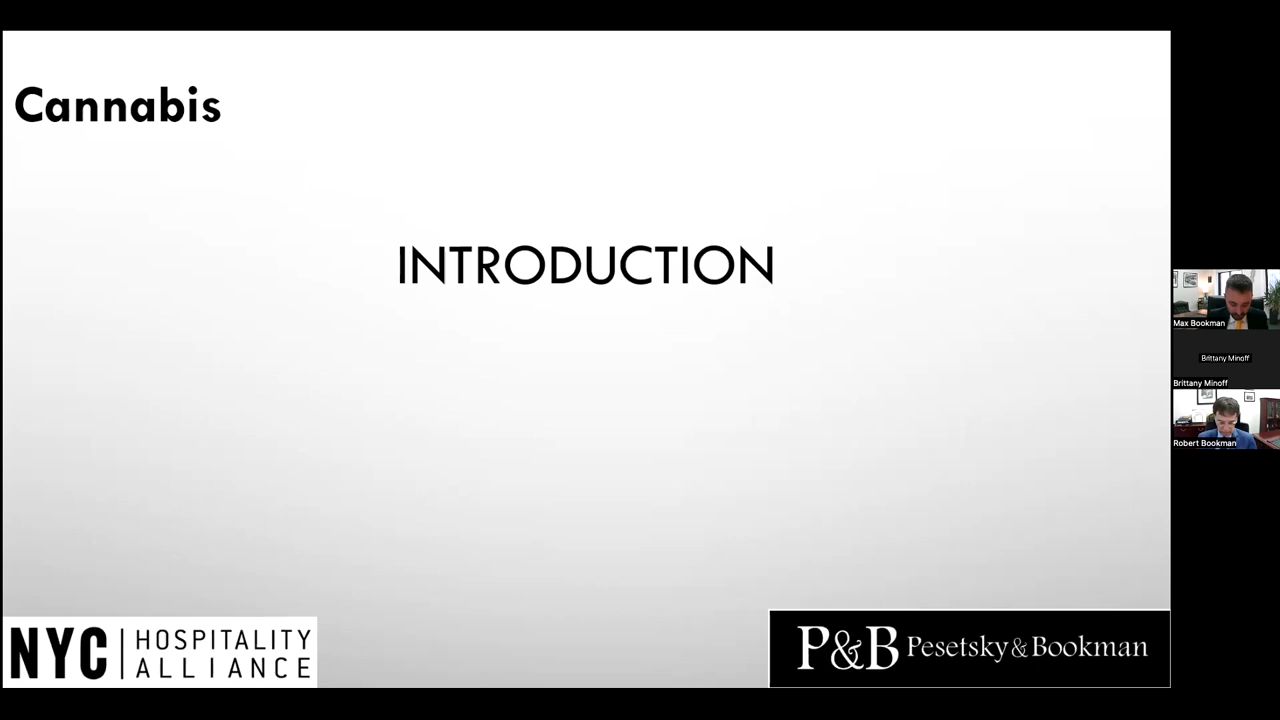 Cannabis
INTRODUCTION
Max Bookman
Brittany Minoff
Brittany Minoff
Robert Bookman
NYC
HOSPITALITY
ALLIANCE
P&B Pesetsky & Bookman